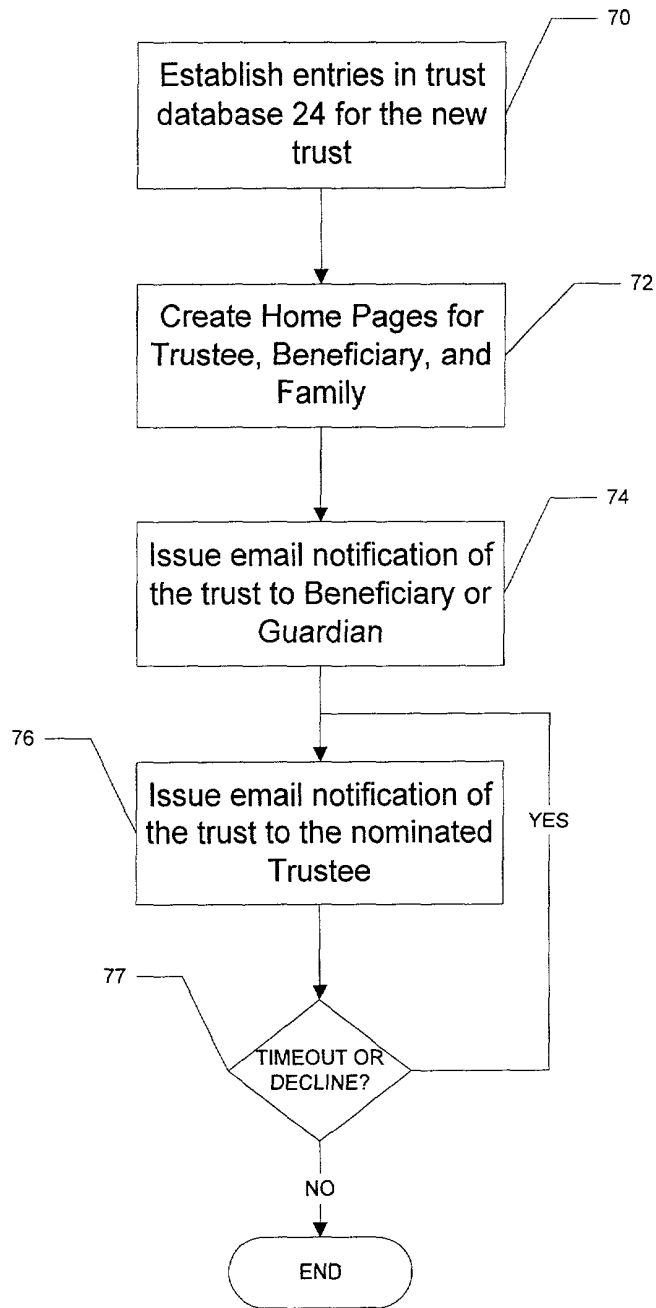 70
Establish entries in trust
database 24 for the new
trust
72
Create Home Pages for
Trustee, Beneficiary, and
Family
74
Issue email notification of
the trust to Beneficiary or
Guardian
76
Issue email notification of
the trust to the nominated
Trustee
YES
77
TIMEOUT OR
DECLINE?
NO
END